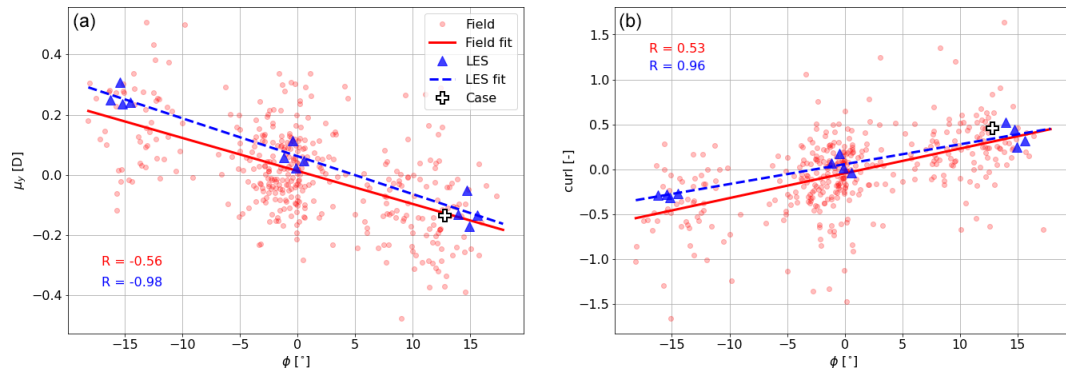 (a)
Field
Field fit
LES
LES fit
Case
R = -0.56
R = -0.98
0.4
0.2
0.0
−0.2
−0.4
μy [D]
−15
−10
−5
0
5
10
15
ϕ [°]
(b)
R = 0.53
R = 0.96
1.5
1.0
0.5
0.0
−0.5
−1.0
−1.5
curl [-]
−15
−10
−5
0
5
10
15
ϕ [°]